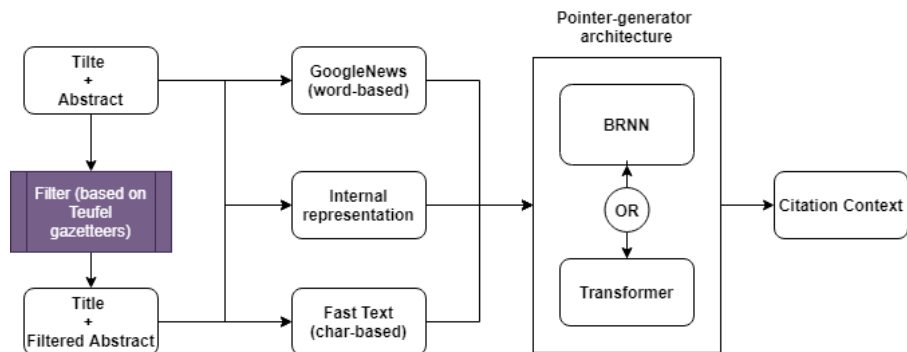 Pointer-generator
architecture
Tilte
+
Abstract
GoogleNews
(word-based)
BRNN
Filter (based on
Teufel
gazetteers)
Internal
representation
OR
Citation Context
Title
+
Filtered Abstract
Fast Text
(char-based)
Transformer